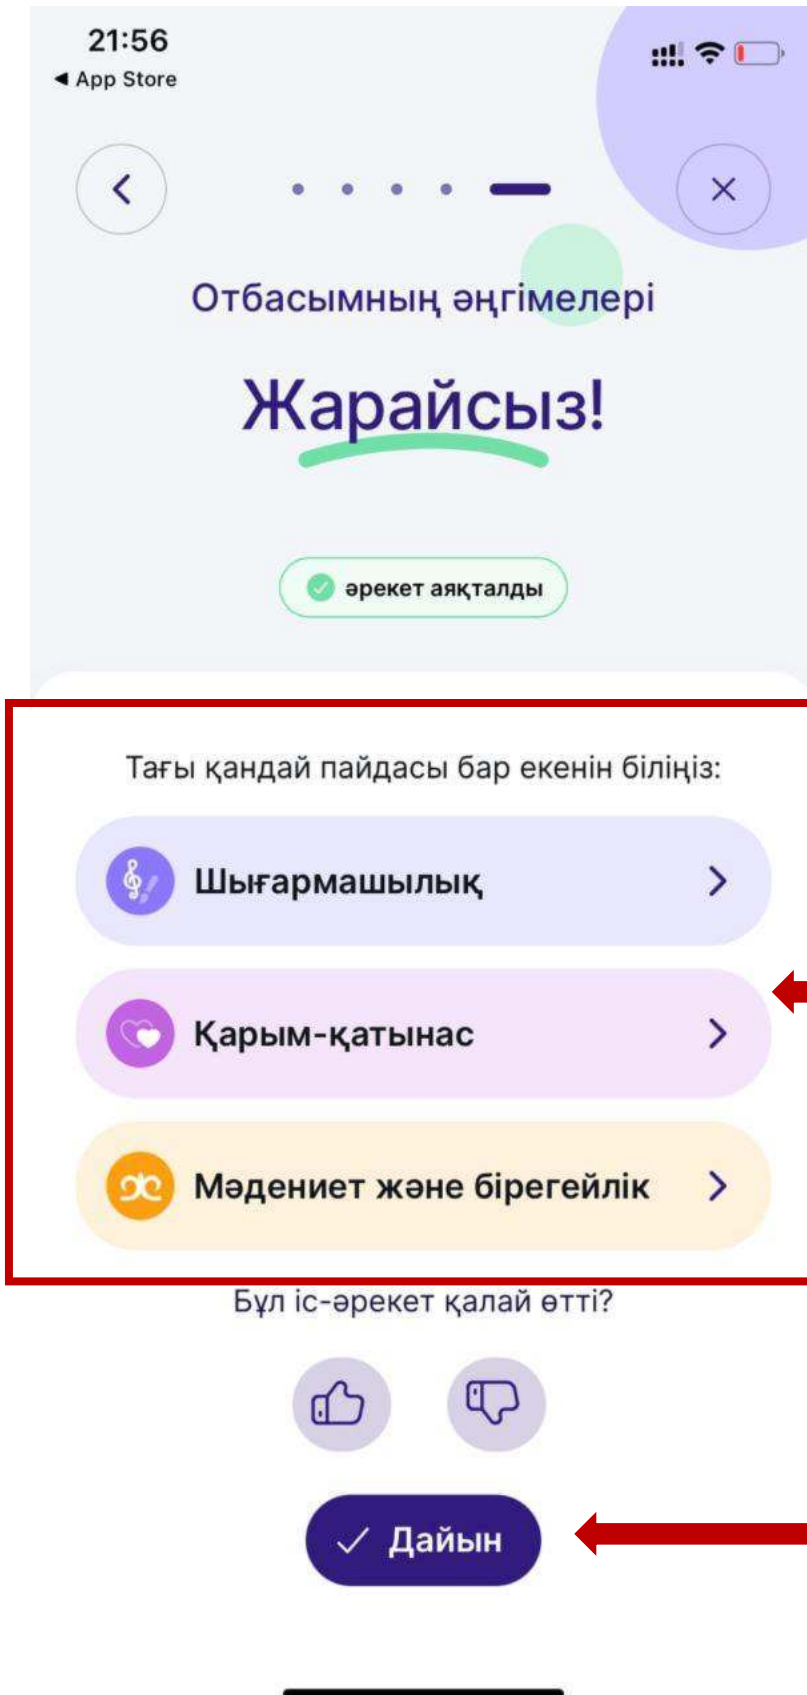 21:56
◀ App Store
Отбасымның әңгімелері
Жарайсыз!
әрекет аяқталды
Тағы қандай пайдасы бар екенін біліңіз:
Шығармашылық
Қарым-қатынас
Мәдениет және бірегейлік
Бұл іс-әрекет қалай өтті?
Дайын